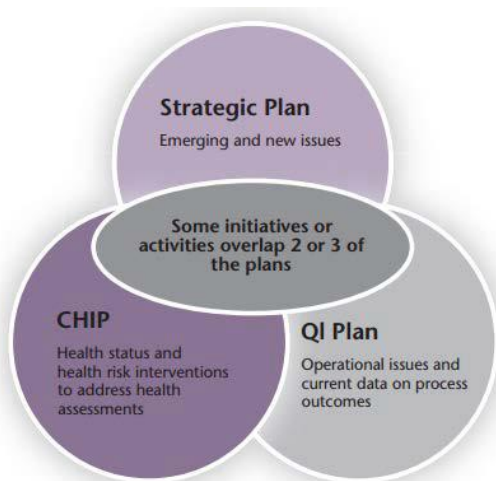 Strategic Plan
Emerging and new issues
Some initiatives or
activities overlap 2 or 3 of
the plans
CHIP
Health status and
health risk interventions
to address health
assessments
QI Plan
Operational issues and
current data on process
outcomes